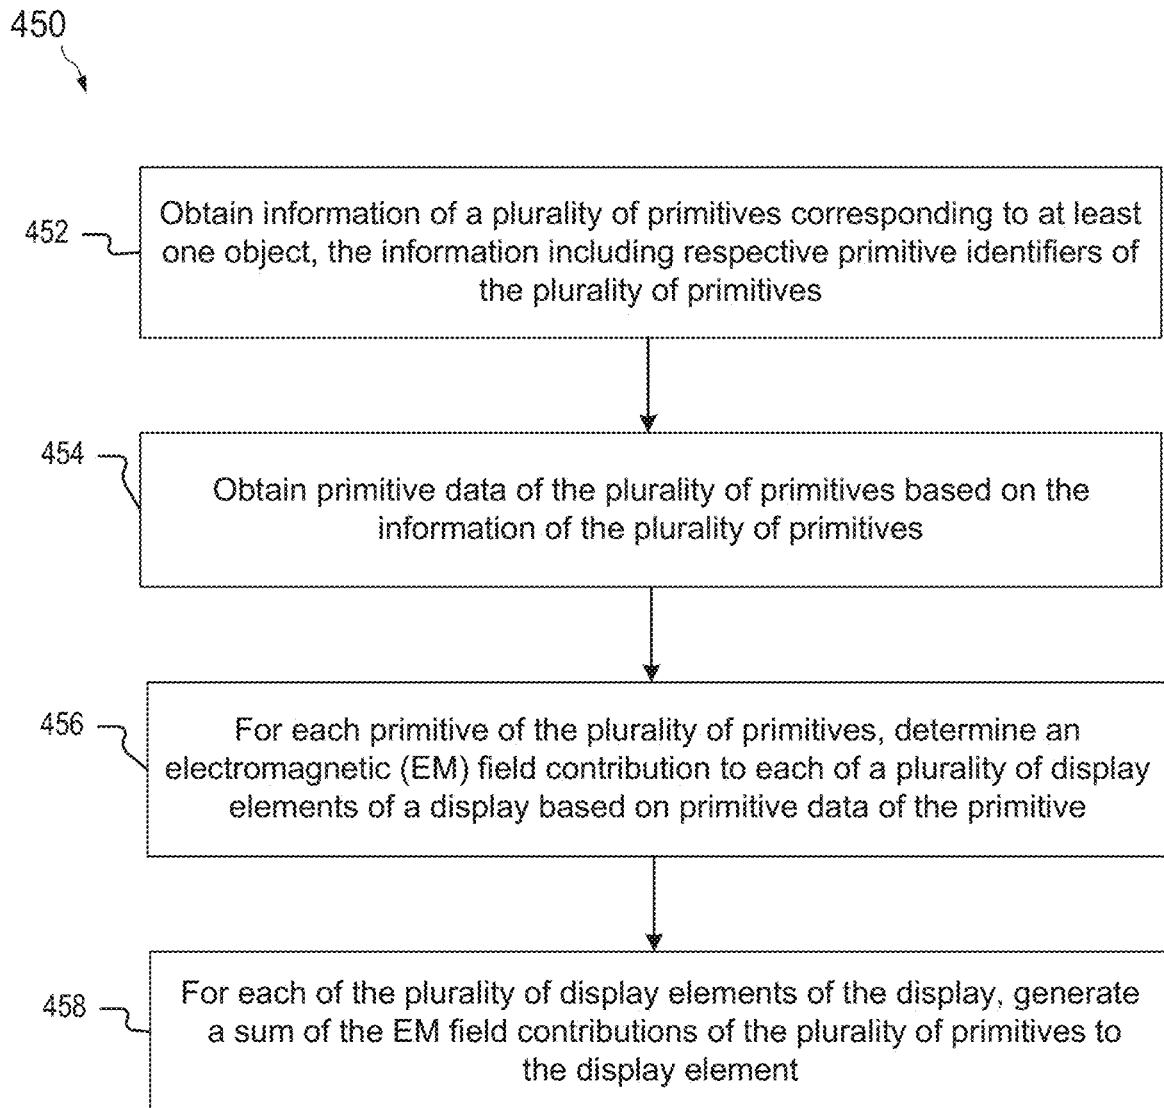 450
452
Obtain information of a plurality of primitives corresponding to at least
one object, the information including respective primitive identifiers of
the plurality of primitives
454
Obtain primitive data of the plurality of primitives based on the
information of the plurality of primitives
456
For each primitive of the plurality of primitives, determine an
electromagnetic (EM) field contribution to each of a plurality of display
elements of a display based on primitive data of the primitive
458
For each of the plurality of display elements of the display, generate
a sum of the EM field contributions of the plurality of primitives to
the display element